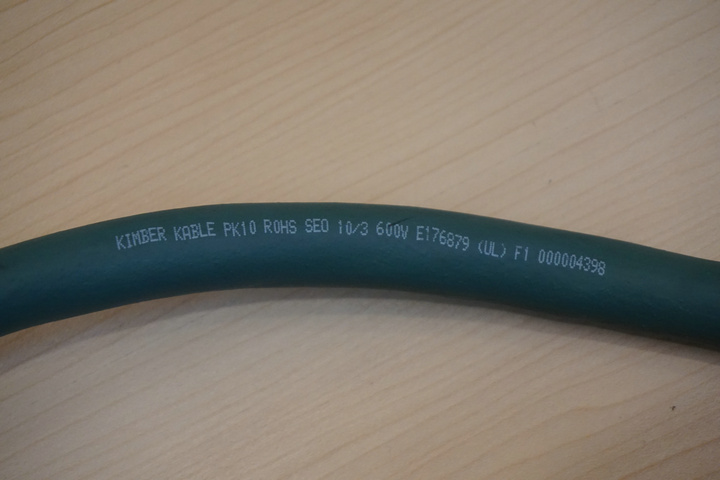 KIMBER KABLE PK10 ROHS SEO 10/3 600V E176879 (UL) F1 000004398